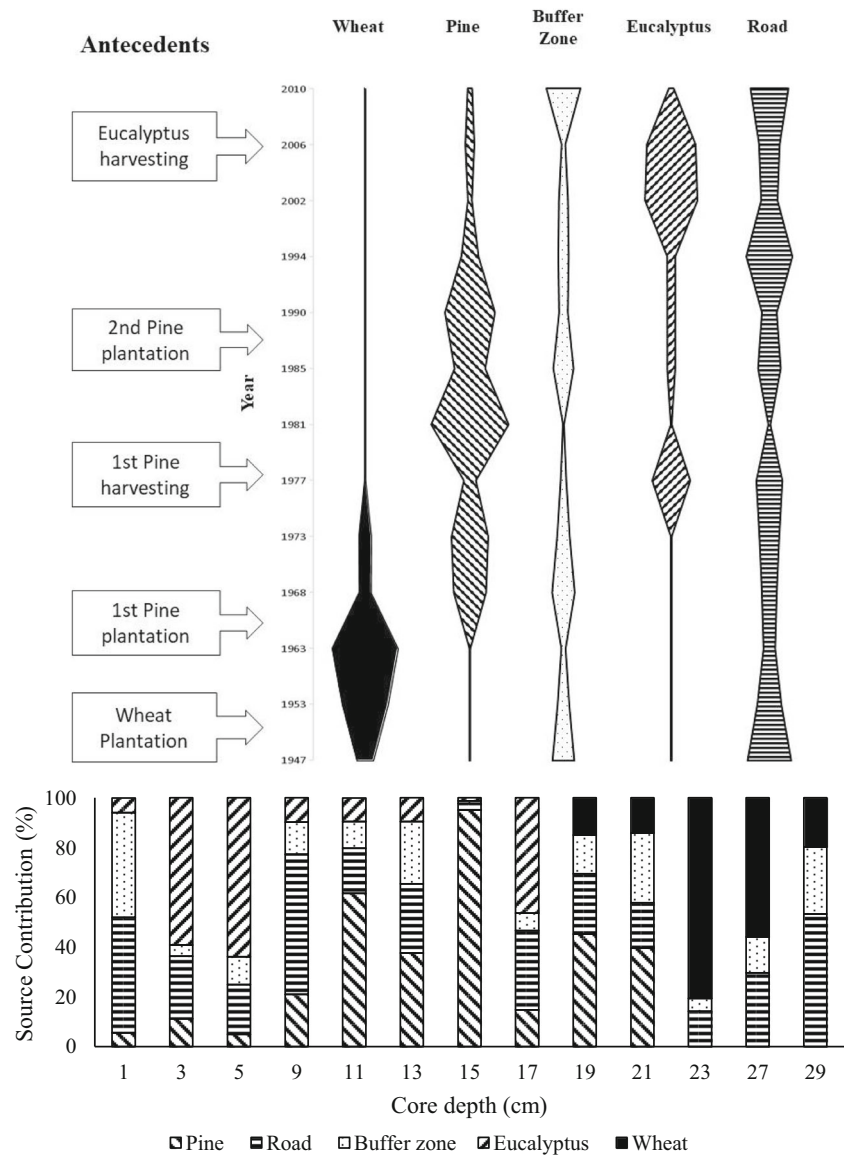 Antecedents
Wheat
Pine
Buffer
Zone
Eucalyptus
Road
Eucalyptus
harvesting
2nd Pine
plantation
1st Pine
harvesting
1st Pine
plantation
Wheat
Plantation
Year
2010
2006
2002
1994
1990
1985
1981
1977
1973
1968
1963
1953
1947
Source Contribution (%)
100
80
60
40
20
0
1 3 5 9 11 13 15 17 19 21 23 27 29
Core depth (cm)
Pine Road Buffer zone Eucalyptus Wheat